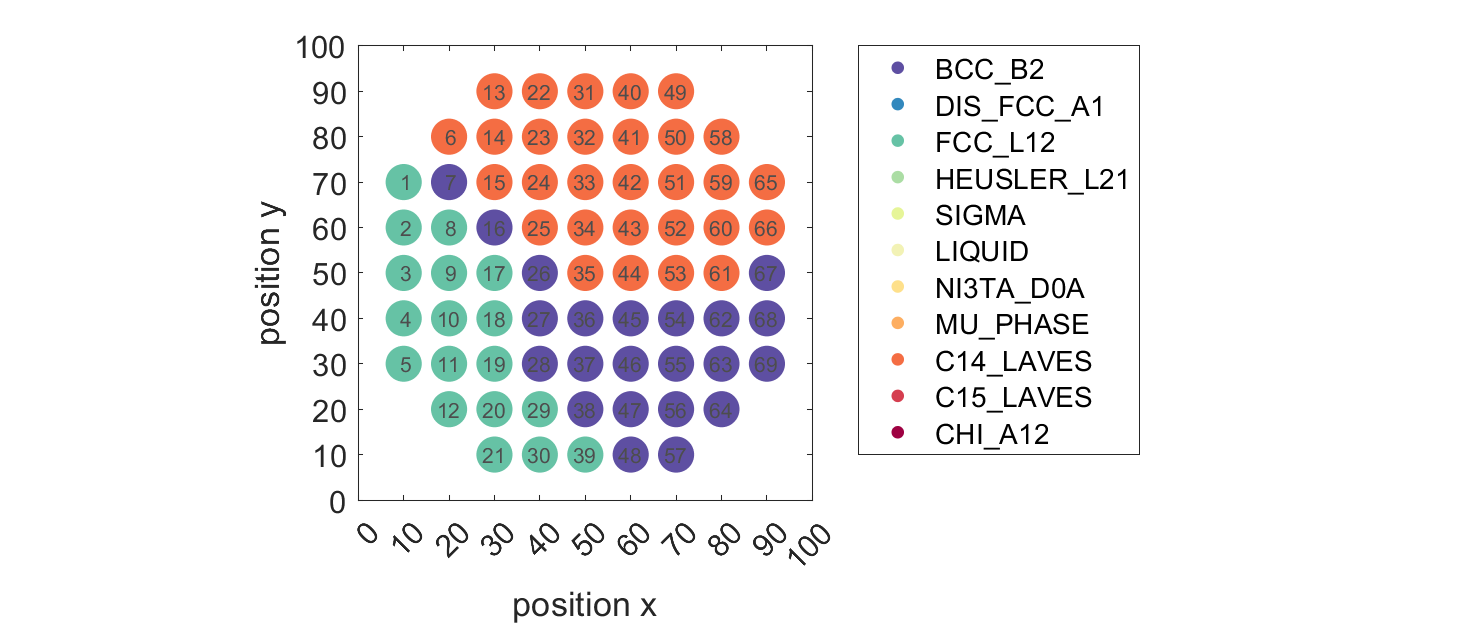 100
90 13 22 31 40 49
80 6 14 23 32 41 50 58
70 1 7 15 24 33 42 51 59 65
60 2 8 16 25 34 43 52 60 66
50 3 9 17 26 35 44 53 61 67
40 4 10 18 27 36 45 54 62 68
30 5 11 19 28 37 46 55 63 69
20 12 20 29 38 47 56 64
10 21 30 39 48 57
0
position y
0 10 20 30 40 50 60 70 80 90 100
position x
BCC_B2
DIS_FCC_A1
FCC_L12
HEUSLER_L21
SIGMA
LIQUID
NI3TA_D0A
MU_PHASE
C14_LAVES
C15_LAVES
CHI_A12